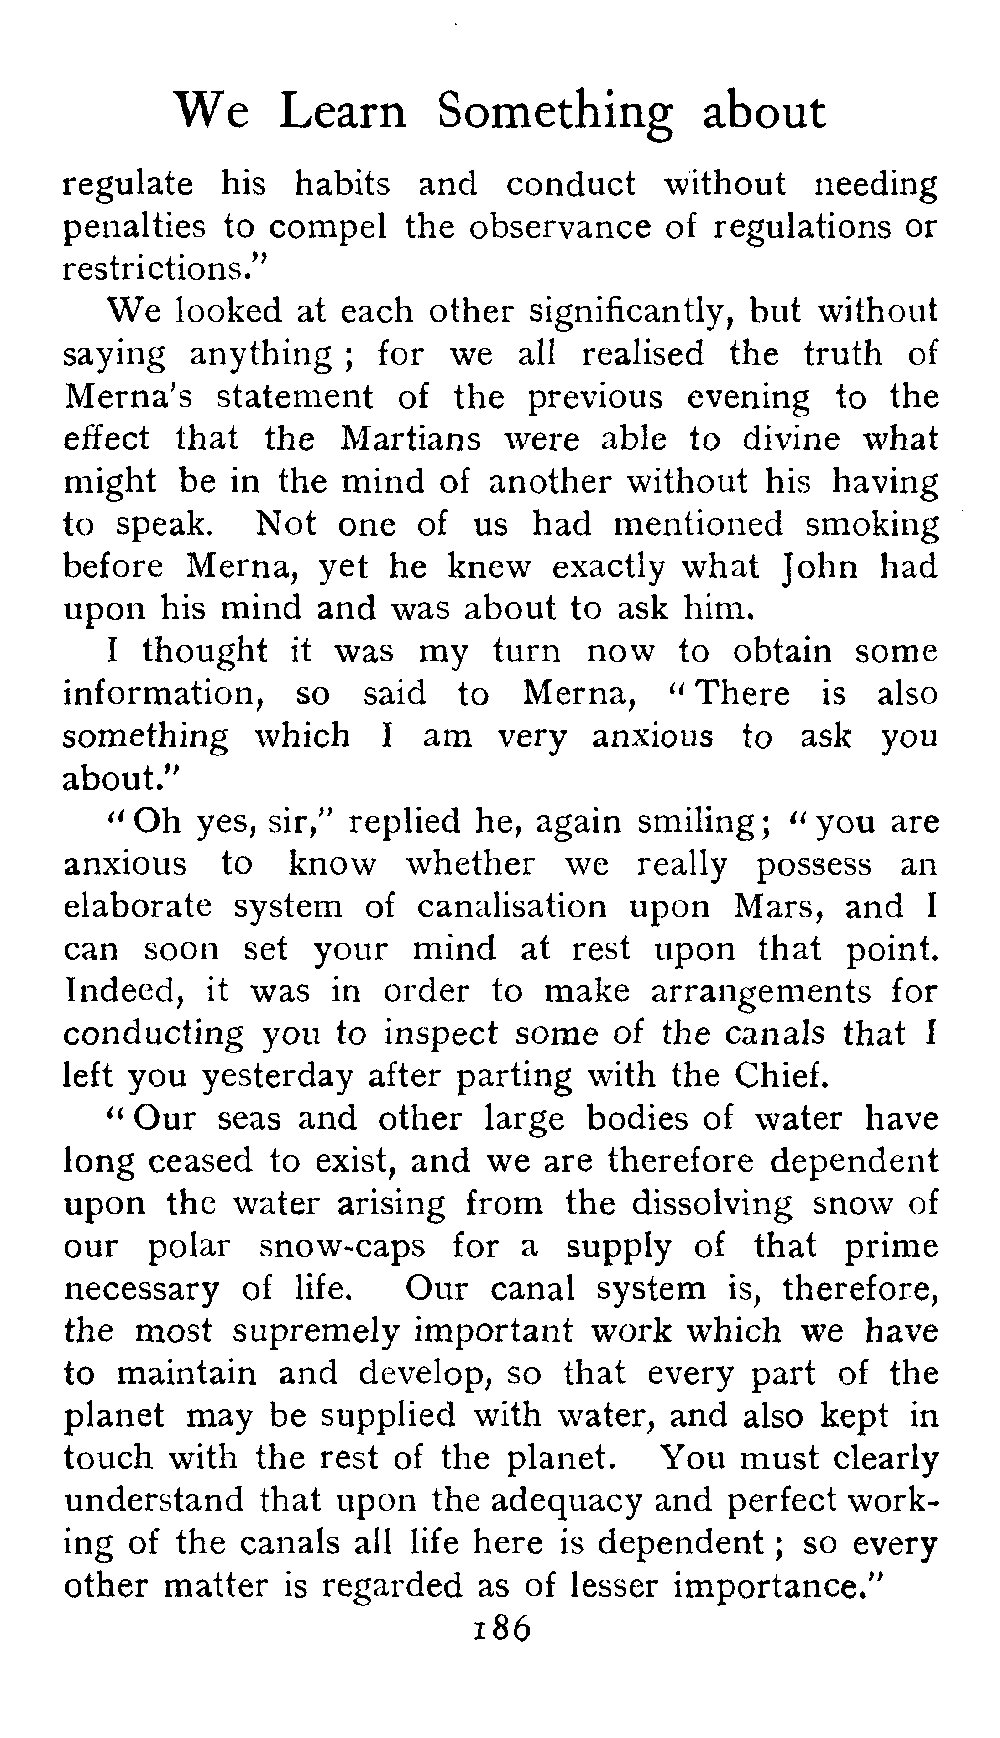 We Learn Something about
regulate his habits and conduct without needing
penalties to compel the observance of regulations or
restrictions."
We looked at each other significantly, but without
saying anything ; for we all realised the truth of
Merna's statement of the previous evening to the
effect that the Martians were able to divine what
might be in the mind of another without his having
to speak. Not one of us had mentioned smoking
before Merna, yet he knew exactly what John had
upon his mind and was about to ask him.
I thought it was my turn now to obtain some
information, so said to Merna, "There is also
something which I am very anxious to ask you
about."
"Oh yes, sir," replied he, again smiling; "you are
anxious to know whether we really possess an
elaborate system of canalisation upon Mars, and I
can soon set your mind at rest upon that point.
Indeed, it was in order to make arrangements for
conducting you to inspect some of the canals that I
left you yesterday after parting with the Chief.
"Our seas and other large bodies of water have
long ceased to exist, and we are therefore dependent
upon the water arising from the dissolving snow of
our polar snow-caps for a supply of that prime
necessary of life. Our canal system is, therefore,
the most supremely important work which we have
to maintain and develop, so that every part of the
planet may be supplied with water, and also kept in
touch with the rest of the planet. You must clearly
understand that upon the adequacy and perfect work-
ing of the canals all life here is dependent ; so every
other matter is regarded as of lesser importance."
186